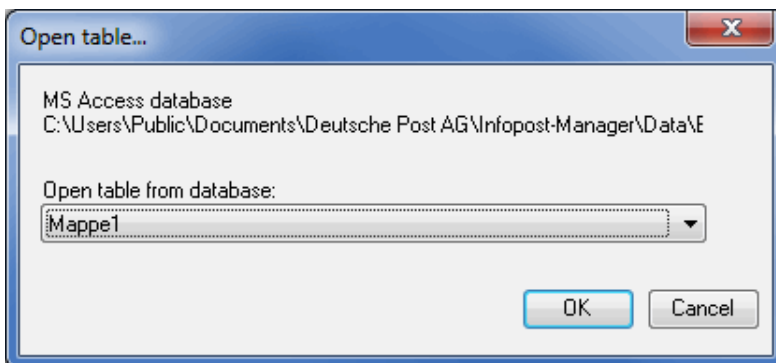 Open table...
MS Access database
C:\Users\Public\Documents\Deutsche Post AG\Infopost-Manager\Data\E
Open table from database:
Mappe1
OK
Cancel